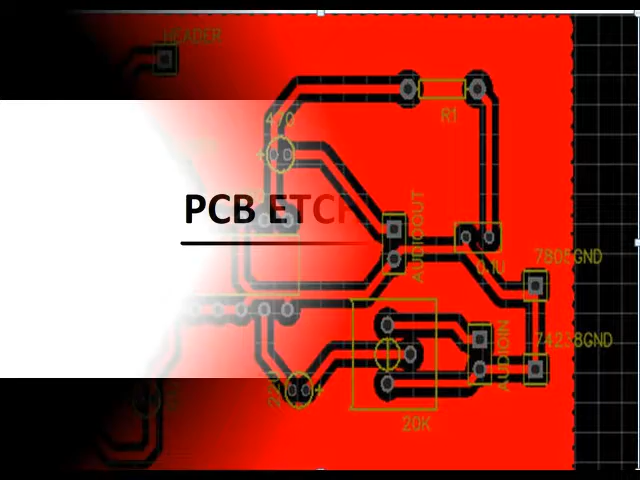 HEADER
470
R1
PCB ETCH
AUDIOOUT
0.1U
7805GND
AUDIOIN
74238GND
20K